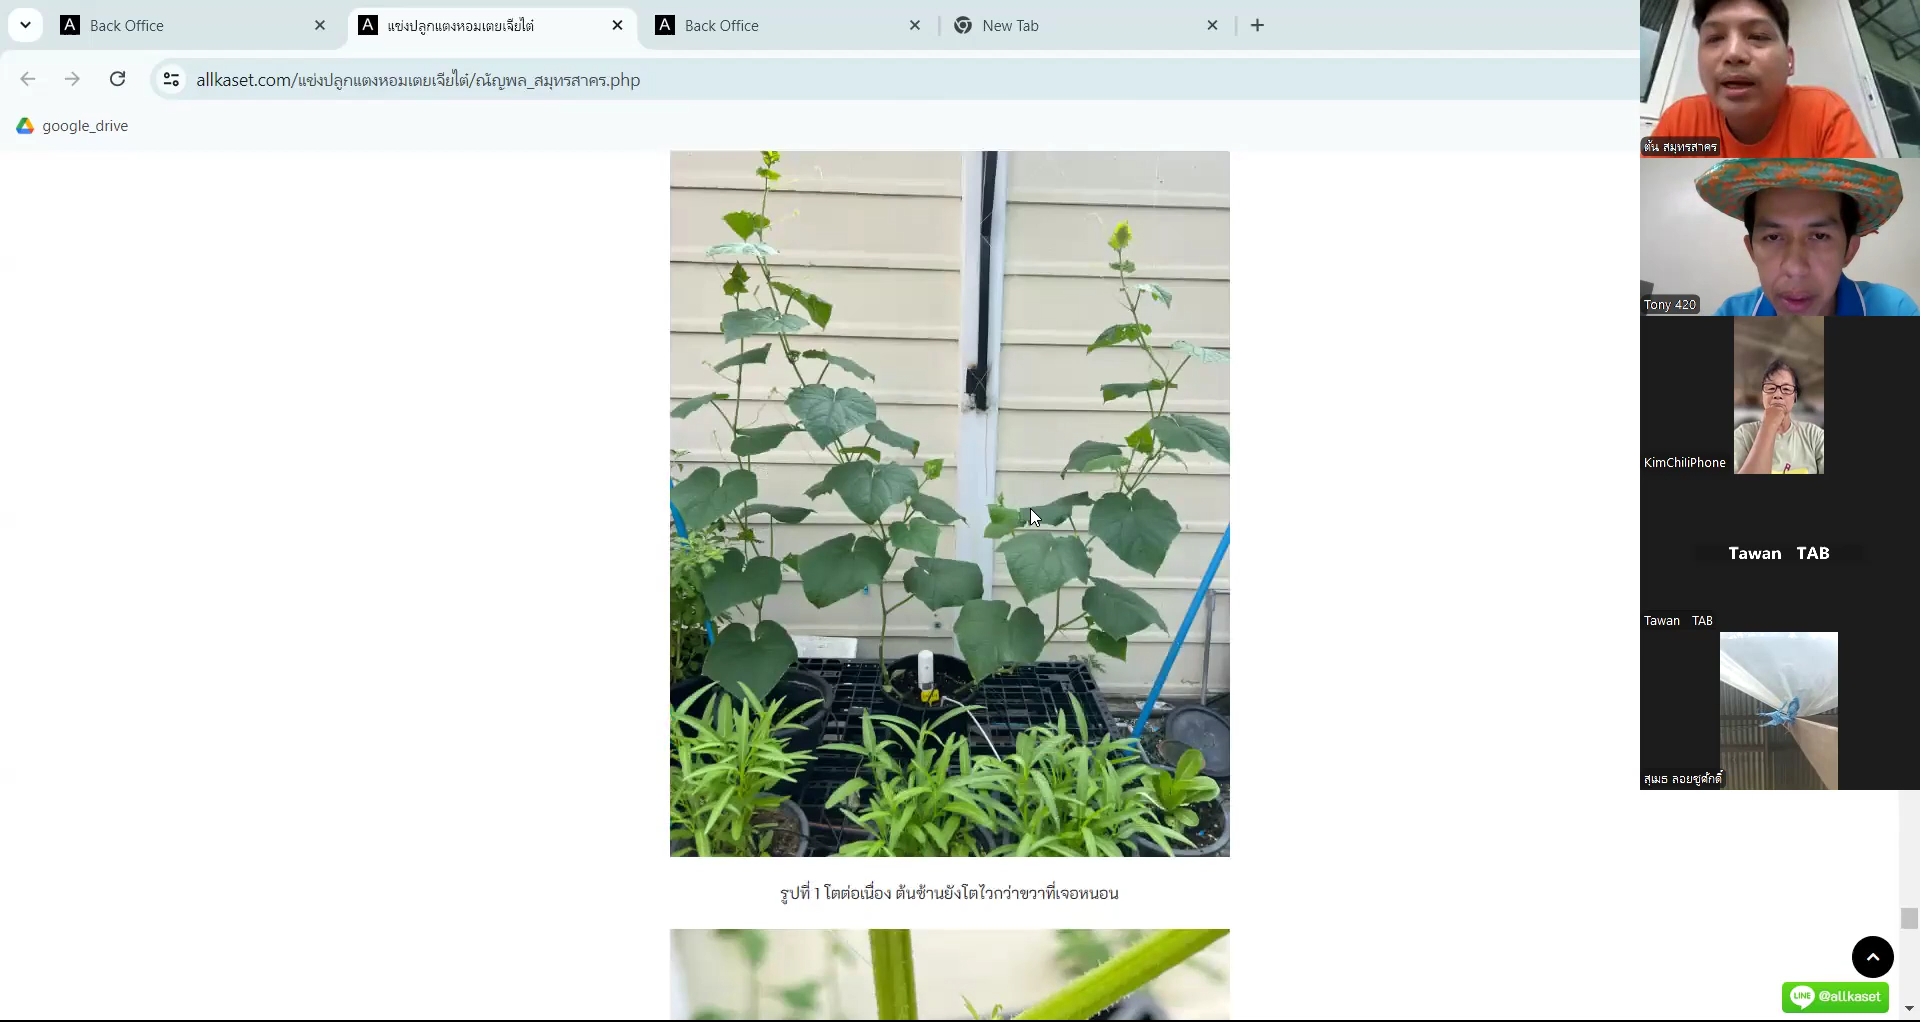 Back Office
แข่งปลูกแตงหอมเตยเจียไต๋
Back Office
New Tab
allkaset.com/แข่งปลูกแตงหอมเตยเจียไต๋/ณัญพล_สมุทรสาคร.php
google_drive
ต้น สมุทรสาคร
Tony 420
KimChiliPhone
Tawan TAB
Tawan TAB
สุเมธ ลอยชูศักดิ์
รูปที่ 1 โตต่อเนื่อง ต้นซ้านยังโตไวกว่าขวาที่เจอหนอน
LINE @allkaset